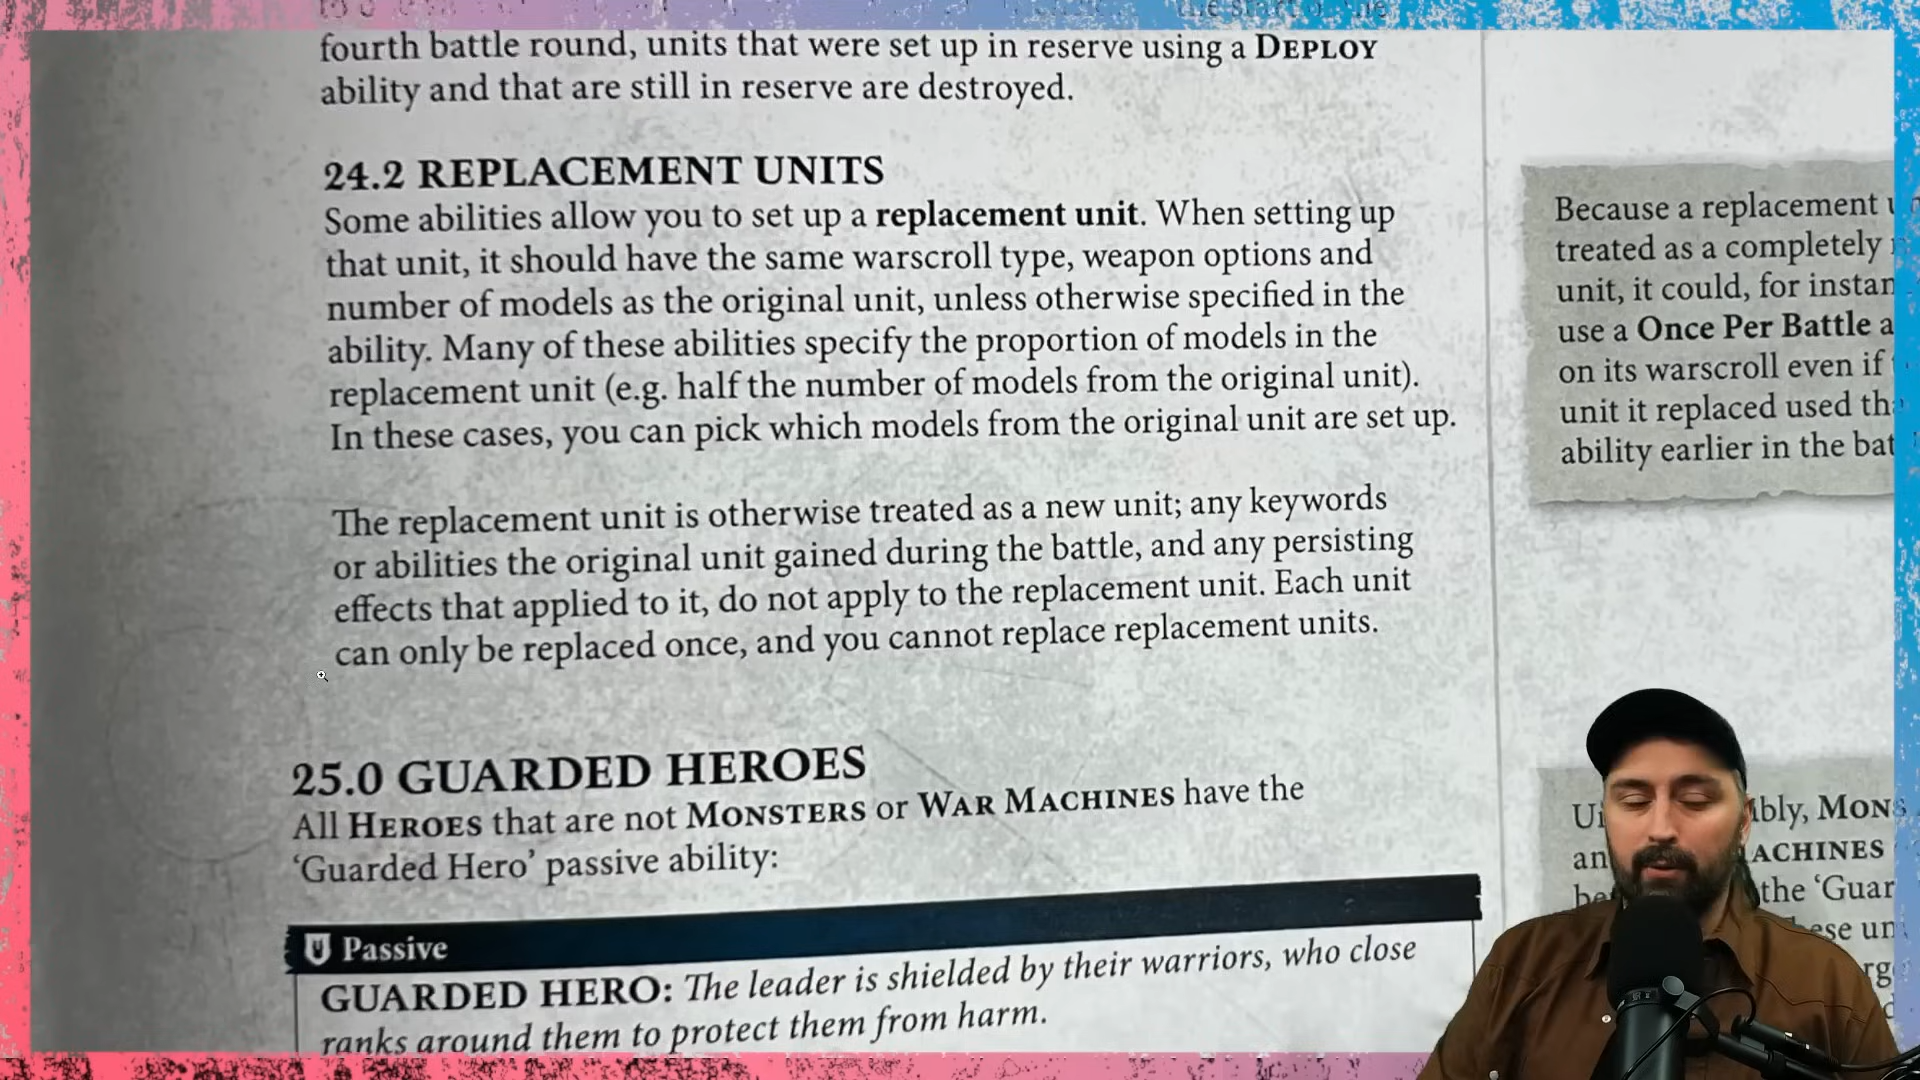 fourth battle round, units that were set up in reserve using a DEPLOY
ability and that are still in reserve are destroyed.
24.2 REPLACEMENT UNITS
Some abilities allow you to set up a replacement unit. When setting up
that unit, it should have the same warscroll type, weapon options and
number of models as the original unit, unless otherwise specified in the
ability. Many of these abilities specify the proportion of models in the
replacement unit (e.g. half the number of models from the original unit).
In these cases, you can pick which models from the original unit are set up.
The replacement unit is otherwise treated as a new unit; any keywords
or abilities the original unit gained during the battle, and any persisting
effects that applied to it, do not apply to the replacement unit. Each unit
can only be replaced once, and you cannot replace replacement units.
25.0 GUARDED HEROES
All HEROES that are not MONSTERS or WAR MACHINES have the
'Guarded Hero' passive ability:
Passive
GUARDED HERO: The leader is shielded by their warriors, who close
ranks around them to protect them from harm.
Because a replacement
treated as a completely
unit, it could, for
use a Once Per Battle
on its warscroll even if
unit it replaced used
ability earlier in the
the